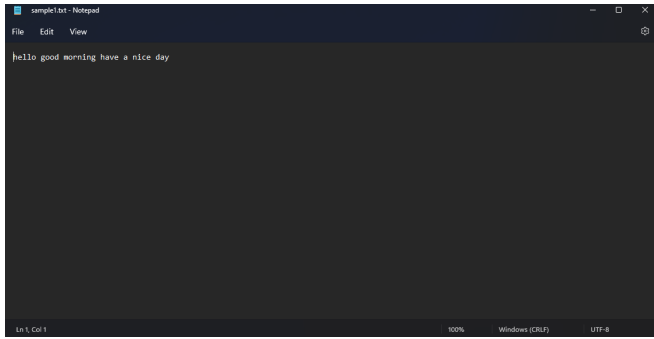 sample1.txt - Notepad
File Edit View
hello good morning have a nice day
Ln 1, Col 1 100% Windows (CRLF) UTF-8